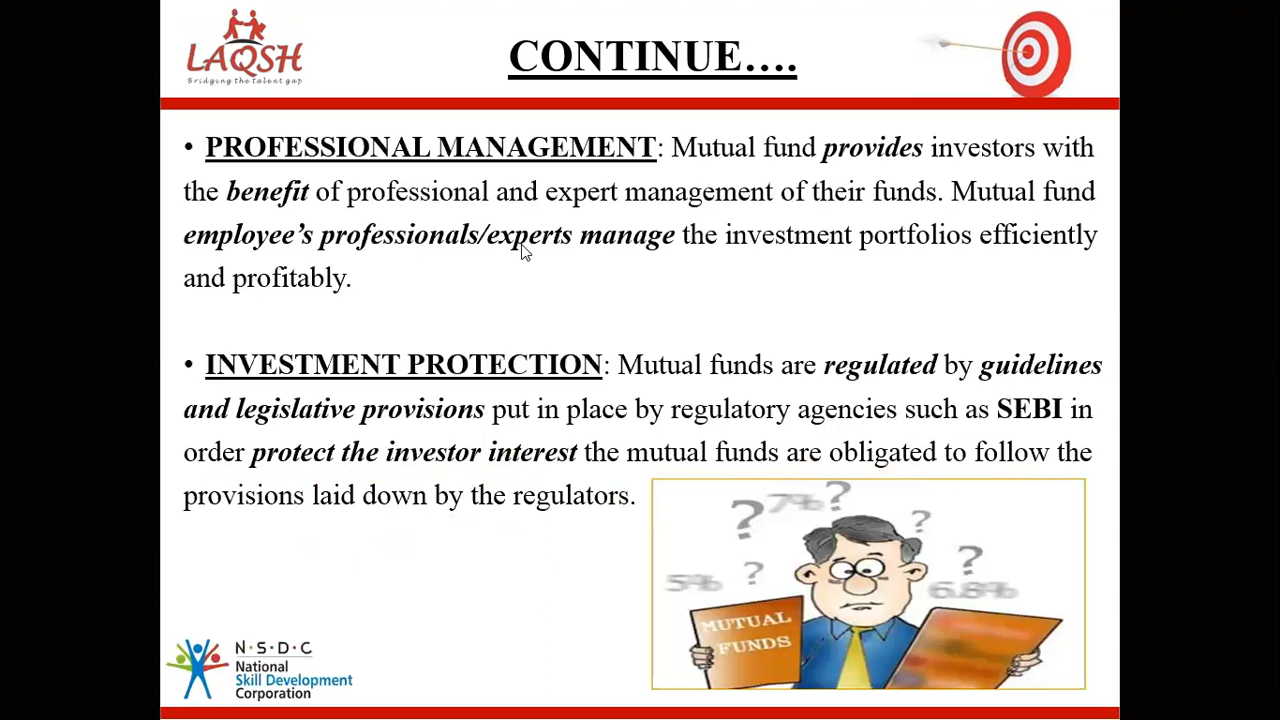 LAQSH
Bridging the talent gap
CONTINUE….
• PROFESSIONAL MANAGEMENT: Mutual fund provides investors with
the benefit of professional and expert management of their funds. Mutual fund
employee’s professionals/experts manage the investment portfolios efficiently
and profitably.
• INVESTMENT PROTECTION: Mutual funds are regulated by guidelines
and legislative provisions put in place by regulatory agencies such as SEBI in
order protect the investor interest the mutual funds are obligated to follow the
provisions laid down by the regulators.
? 7% ? ?
5% ? ?
6.8%
MUTUAL
FUNDS
N·S·D·C
National
Skill Development
Corporation